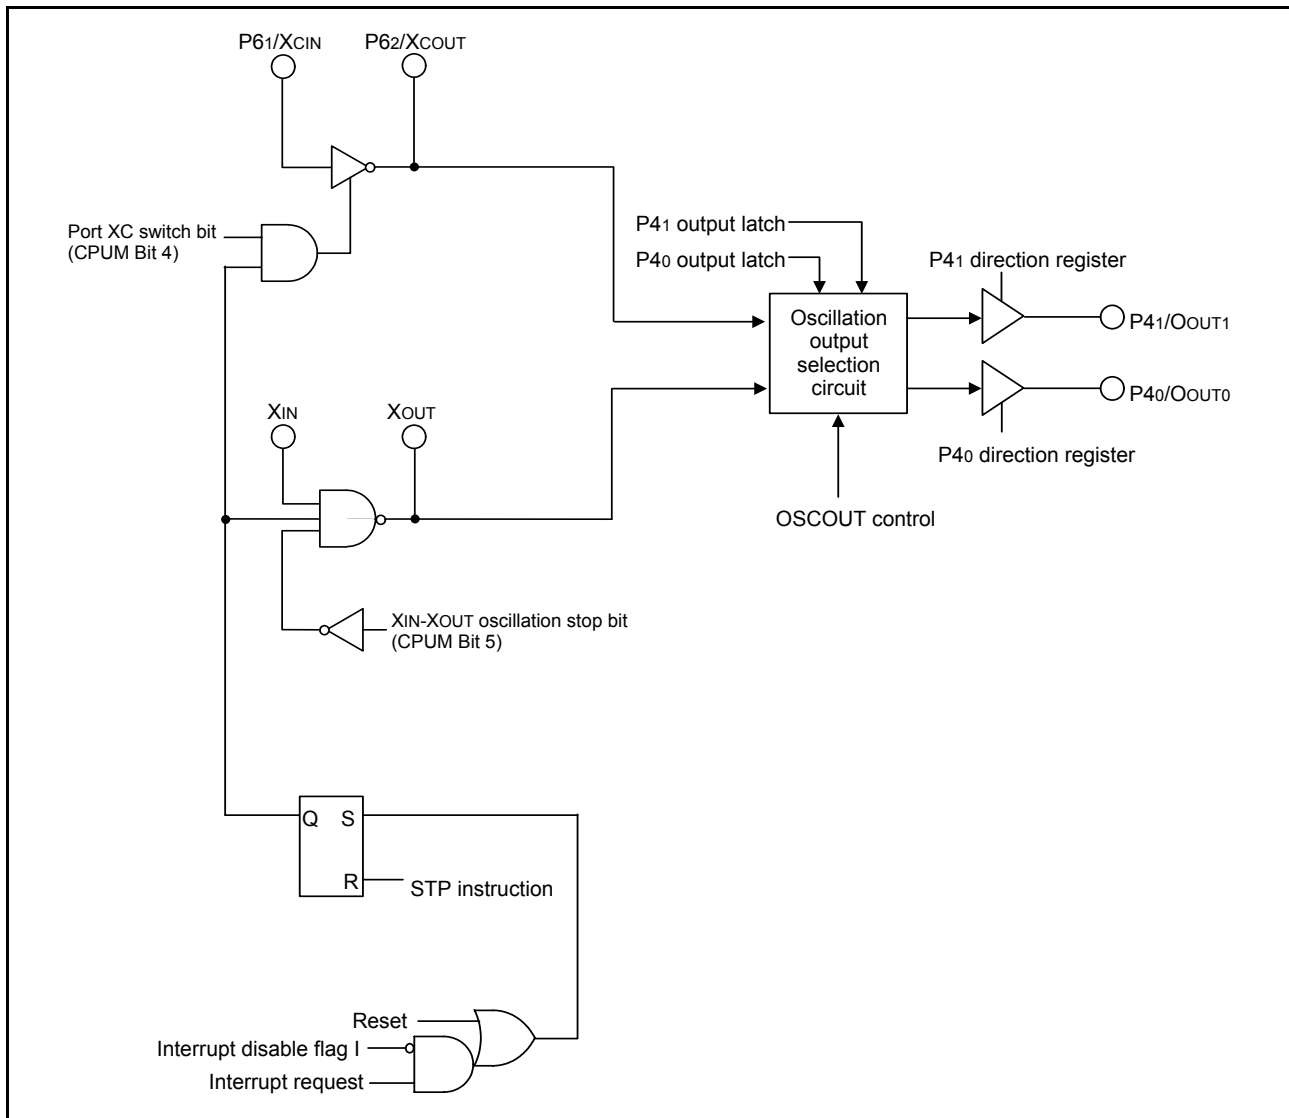 P61/XCIN
P62/XCOUT
Port XC switch bit
(CPUM Bit 4)
P41 output latch
P40 output latch
P41 direction register
Oscillation
output
selection
circuit
P41/OOUT1
P40/OOUT0
P40 direction register
OSCOUT control
XIN
XOUT
XIN-XOUT oscillation stop bit
(CPUM Bit 5)
Q S
R
STP instruction
Reset
Interrupt disable flag I
Interrupt request